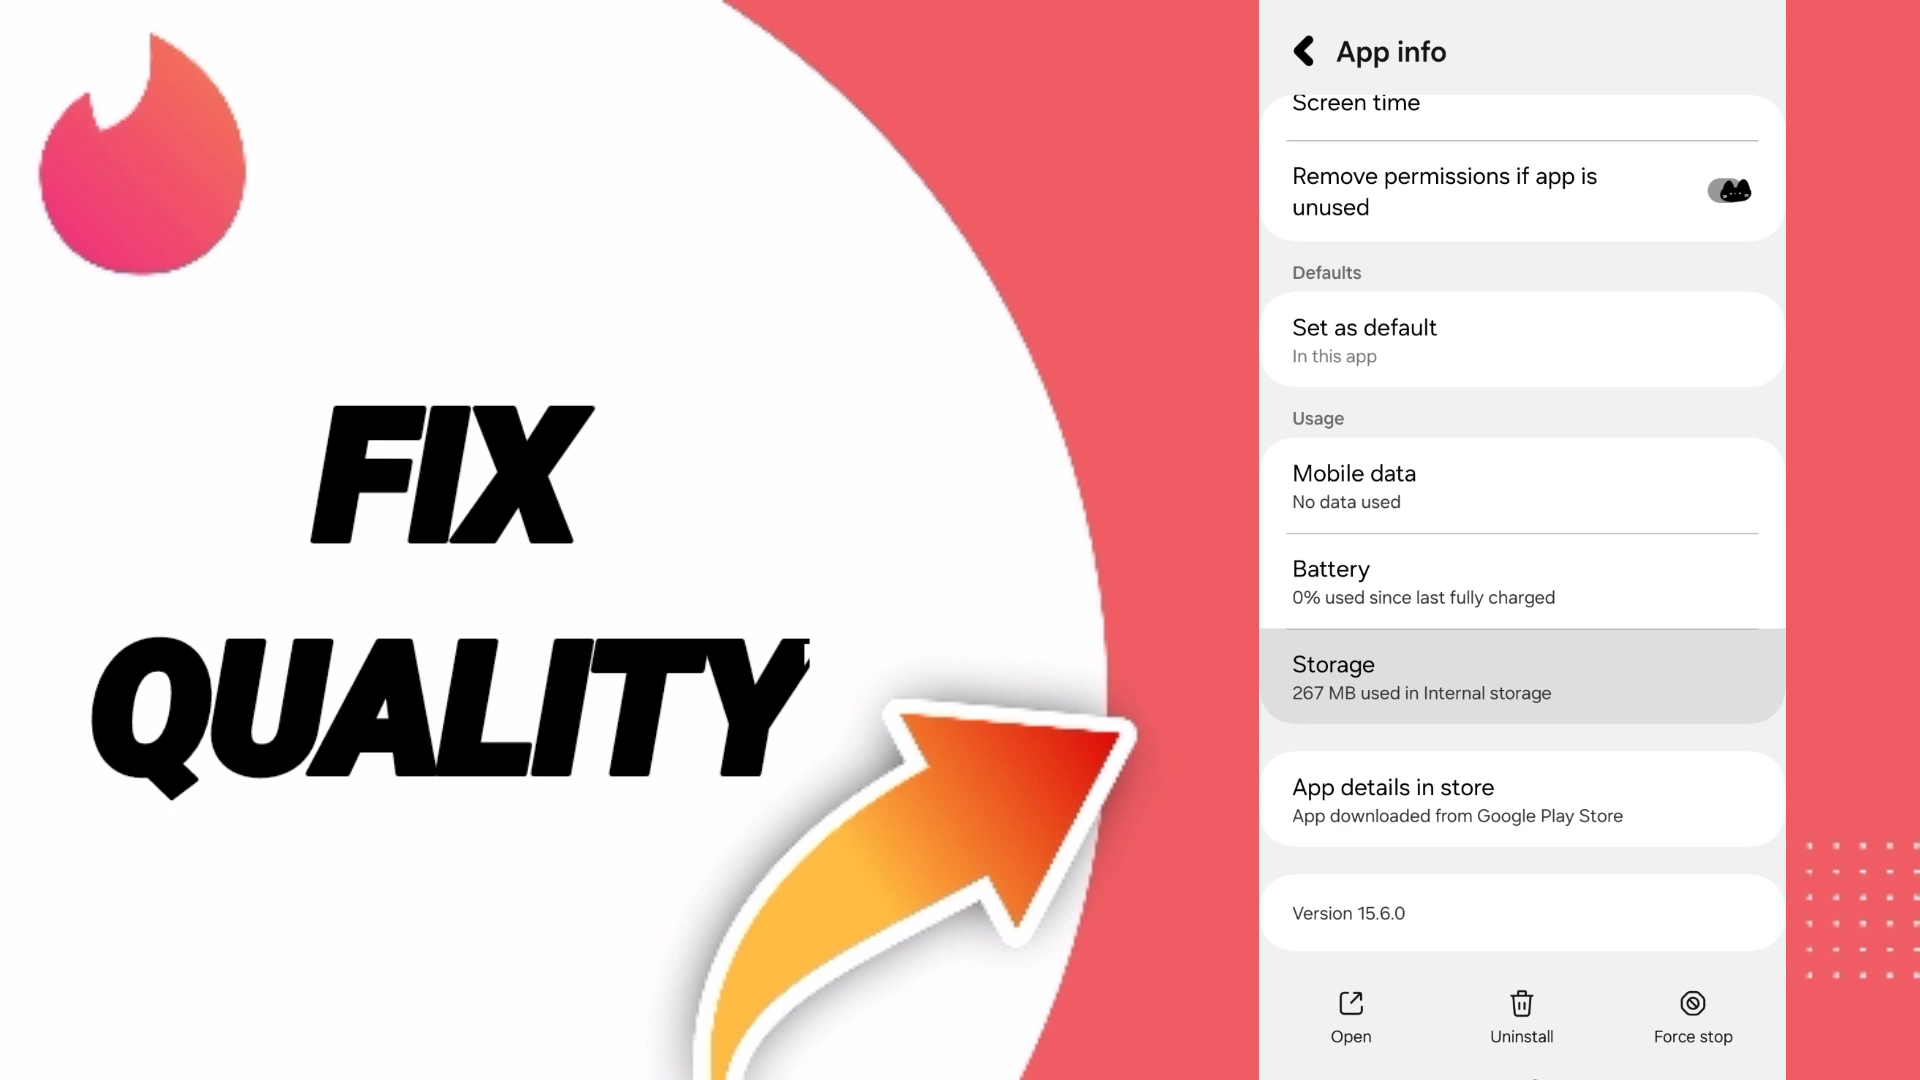 FIX
QUALITY
App info
Screen time
Remove permissions if app is
unused
Defaults
Set as default
In this app
Usage
Mobile data
No data used
Battery
0% used since last fully charged
Storage
267 MB used in Internal storage
App details in store
App downloaded from Google Play Store
Version 15.6.0
Open
Uninstall
Force stop